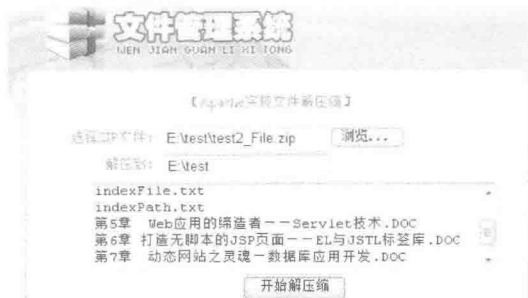 文件管理系统
WEN JIAN GUAN LI XI TONG
【Apache实现文件解压缩】
选择ZIP文件： E:\test\test2_File.zip 浏览...
解压到： E:\test
indexFile.txt
indexPath.txt
第5章 Web应用的缔造者－－Servlet技术.DOC
第6章 打造无脚本的JSP页面－－EL与JSTL标签库.DOC
第7章 动态网站之灵魂－数据库应用开发.DOC
开始解压缩